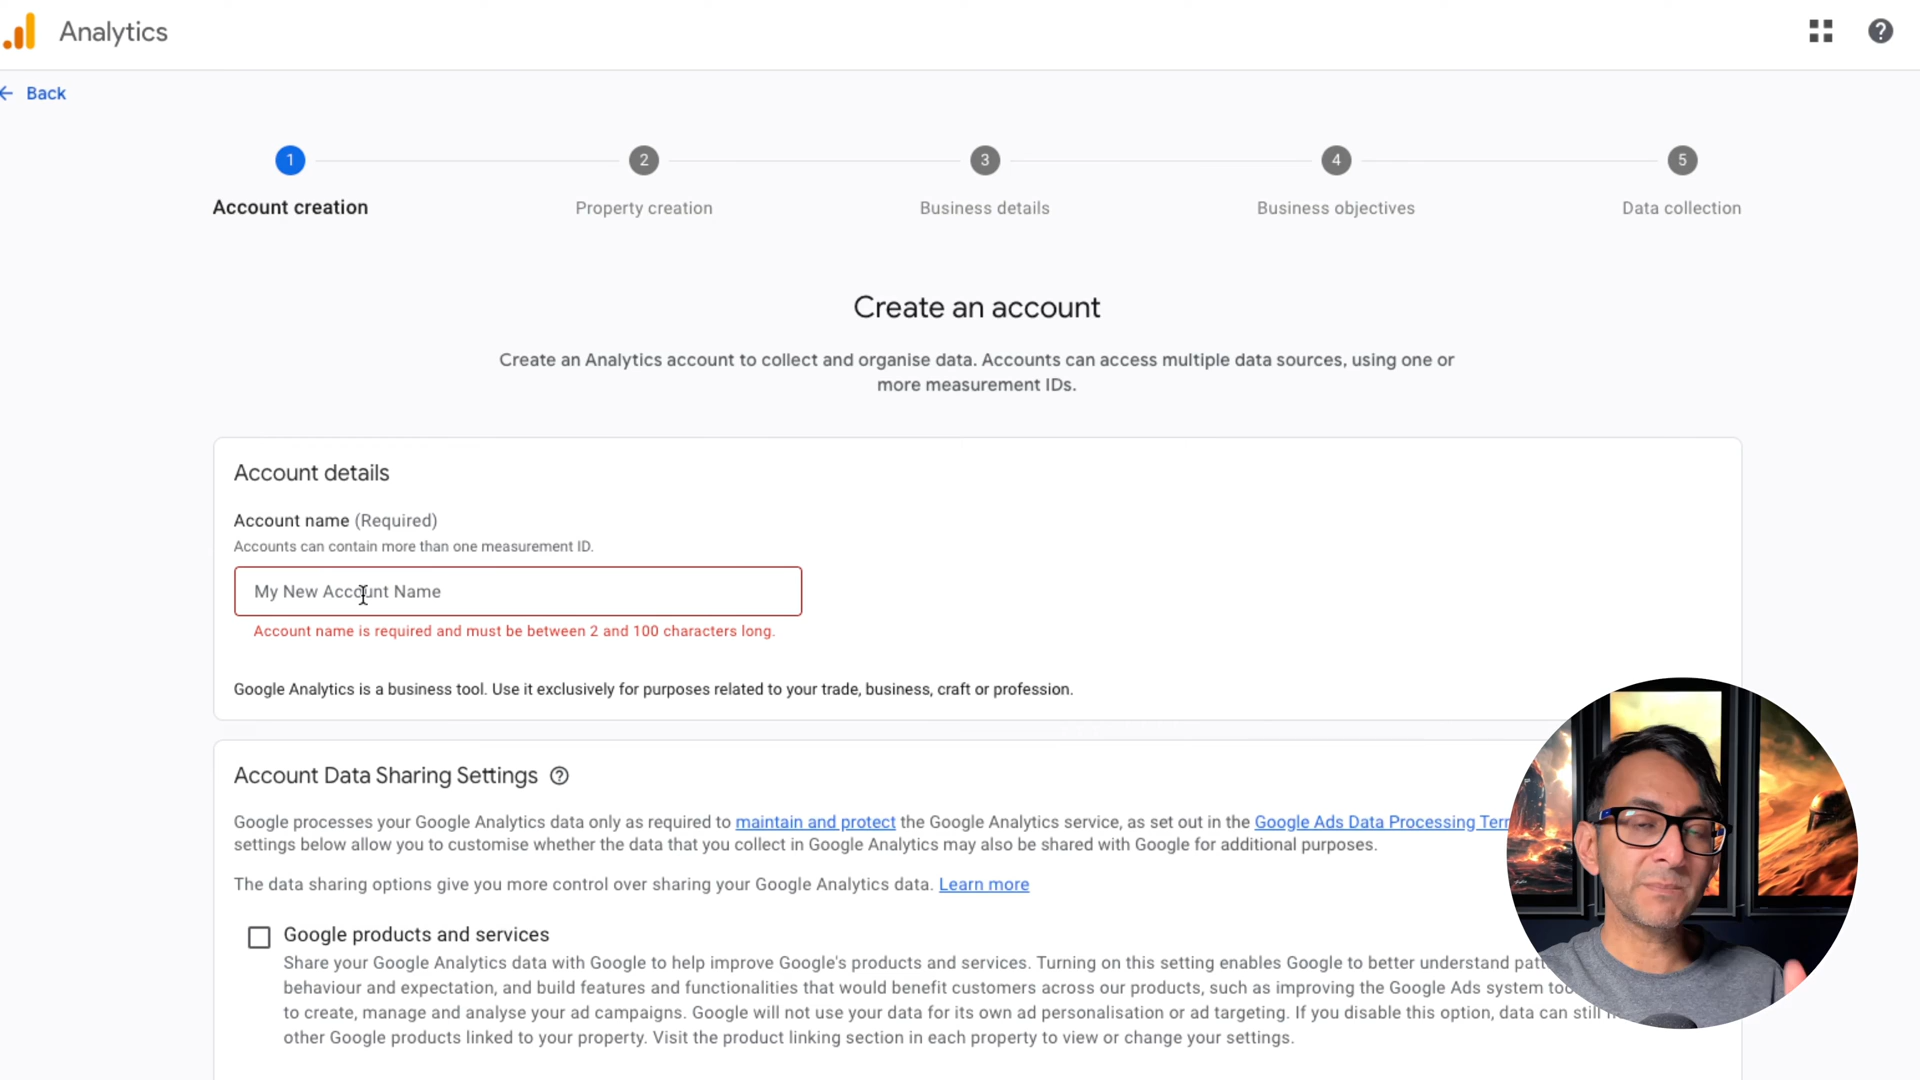 Analytics
Back
1
2
3
4
5
Account creation
Property creation
Business details
Business objectives
Data collection
Create an account
Create an Analytics account to collect and organise data. Accounts can access multiple data sources, using one or
more measurement IDs.
Account details
Account name (Required)
Accounts can contain more than one measurement ID.
My New Account Name
Account name is required and must be between 2 and 100 characters long.
Google Analytics is a business tool. Use it exclusively for purposes related to your trade, business, craft or profession.
Account Data Sharing Settings
Google processes your Google Analytics data only as required to maintain and protect the Google Analytics service, as set out in the Google Ads Data Processing
settings below allow you to customise whether the data that you collect in Google Analytics may also be shared with Google for additional purposes.
The data sharing options give you more control over sharing your Google Analytics data. Learn more
Google products and services
Share your Google Analytics data with Google to help improve Google's products and services. Turning on this setting enables Google to better understand
behaviour and expectation, and build features and functionalities that would benefit customers across our products, such as improving the Google Ads system
to create, manage and analyse your ad campaigns. Google will not use your data for its own ad personalisation or ad targeting. If you disable this option, data can still
other Google products linked to your property. Visit the product linking section in each property to view or change your settings.